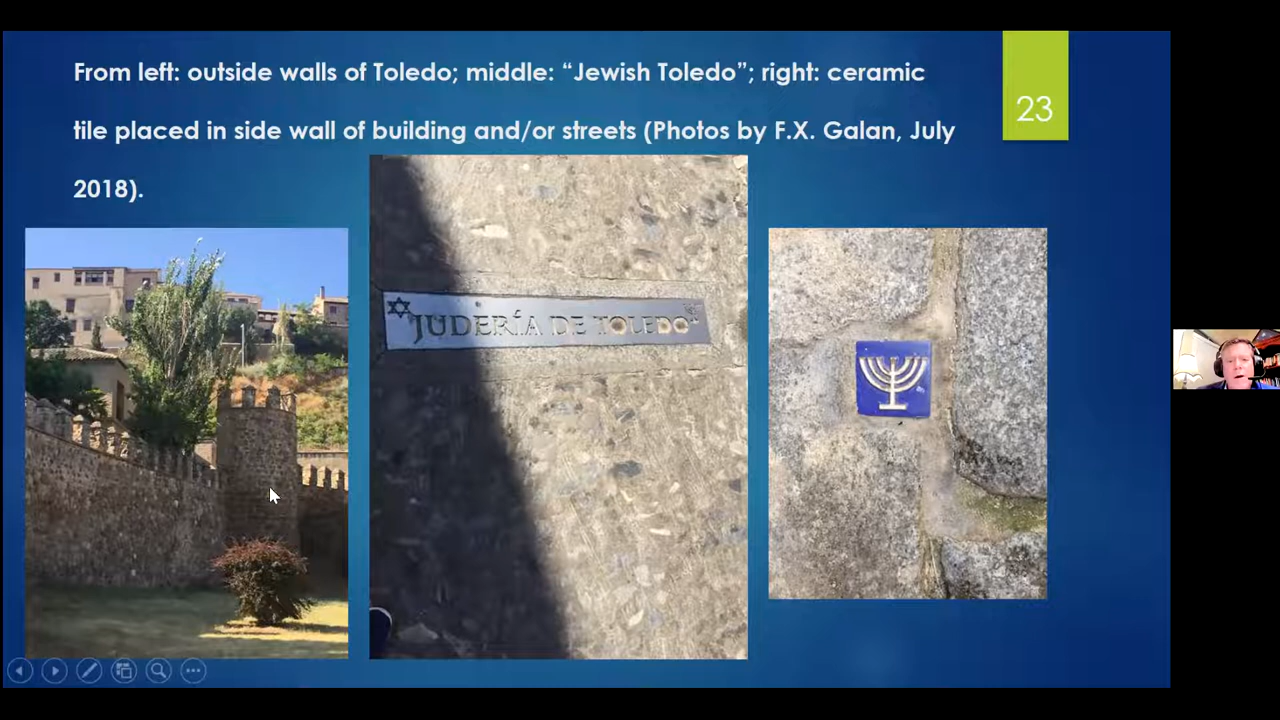 From left: outside walls of Toledo; middle: “Jewish Toledo”; right: ceramic
tile placed in side wall of building and/or streets (Photos by F.X. Galan, July
2018).
23
JUDERÍA DE TOLEDO